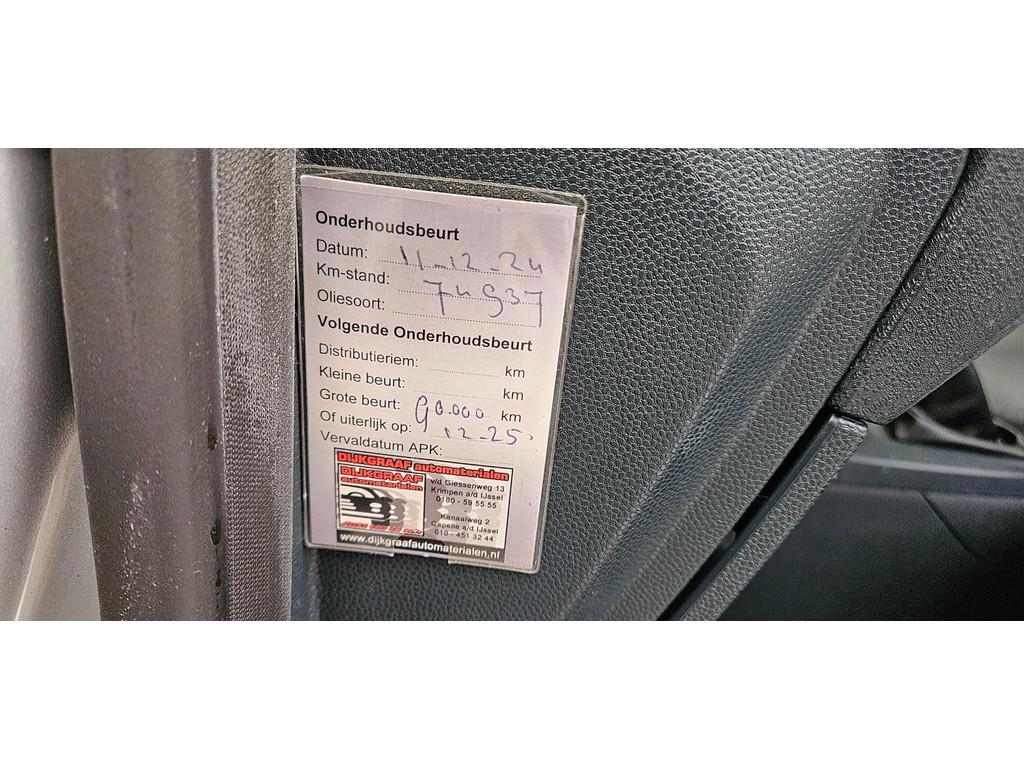 Onderhoudsbeurt
Datum: 11-12-24
Km-stand: 74937
Oliesoort:
Volgende Onderhoudsbeurt
Distributieriem: km
Kleine beurt: km
Grote beurt: 90.000 km
Of uiterlijk op: 12-25
Vervaldatum APK:
DIJKGRAAF automaterialen
DIJKGRAAF
automaterialen
v/d Giessenweg 13
Krimpen a/d IJssel
0180 - 59 55 55
Kanaalweg 2
Capelle a/d IJssel
010 - 451 32 44
www.dijkgraafautomaterialen.nl